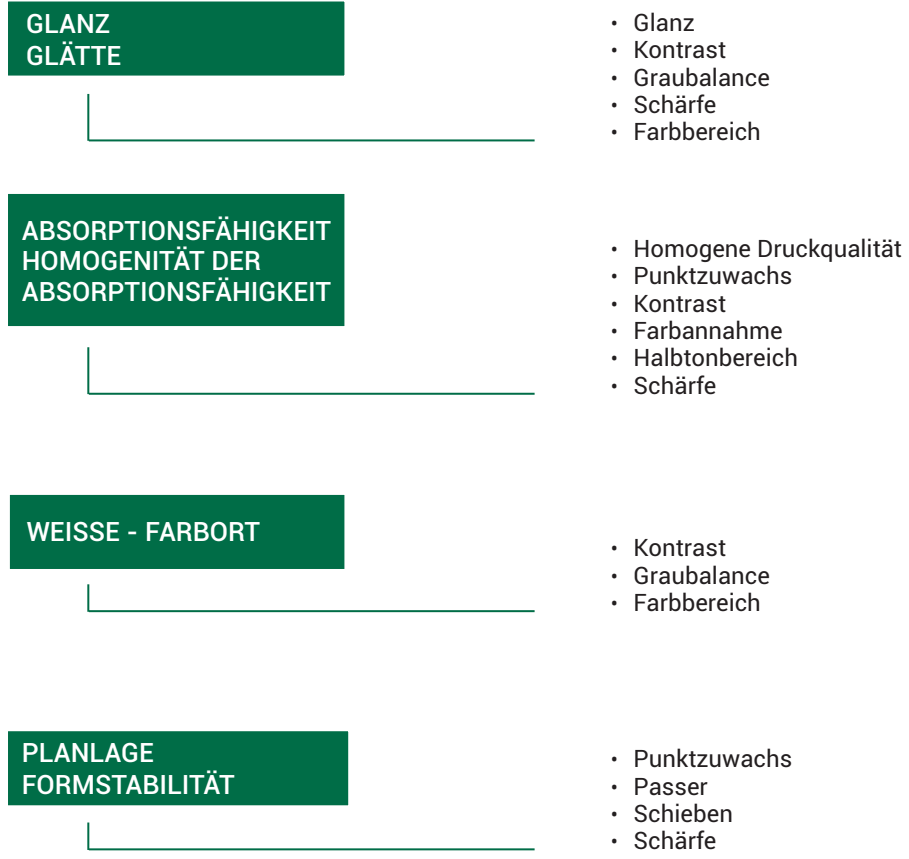 GLANZ
GLÄTTE
• Glanz
• Kontrast
• Graubalance
• Schärfe
• Farbbereich
ABSORPTIONSFÄHIGKEIT
HOMOGENITÄT DER
ABSORPTIONSFÄHIGKEIT
• Homogene Druckqualität
• Punktzuwachs
• Kontrast
• Farbannahme
• Halbtonbereich
• Schärfe
WEISSE - FARBORT
• Kontrast
• Graubalance
• Farbbereich
PLANLAGE
FORMSTABILITÄT
• Punktzuwachs
• Passer
• Schieben
• Schärfe